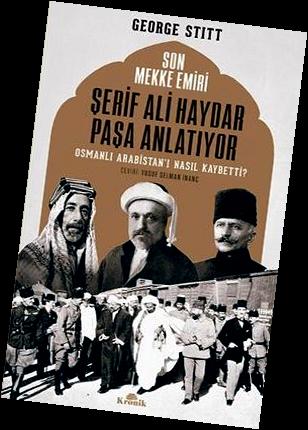 GEORGE STITT
SON
MEKKE EMİRİ
ŞERİF ALİ HAYDAR
PAŞA ANLATIYOR
OSMANLI ARABİSTAN'I NASIL KAYBETTİ?
ÇEVİRİ: YUSUF SELMAN İNANÇ
Kronik